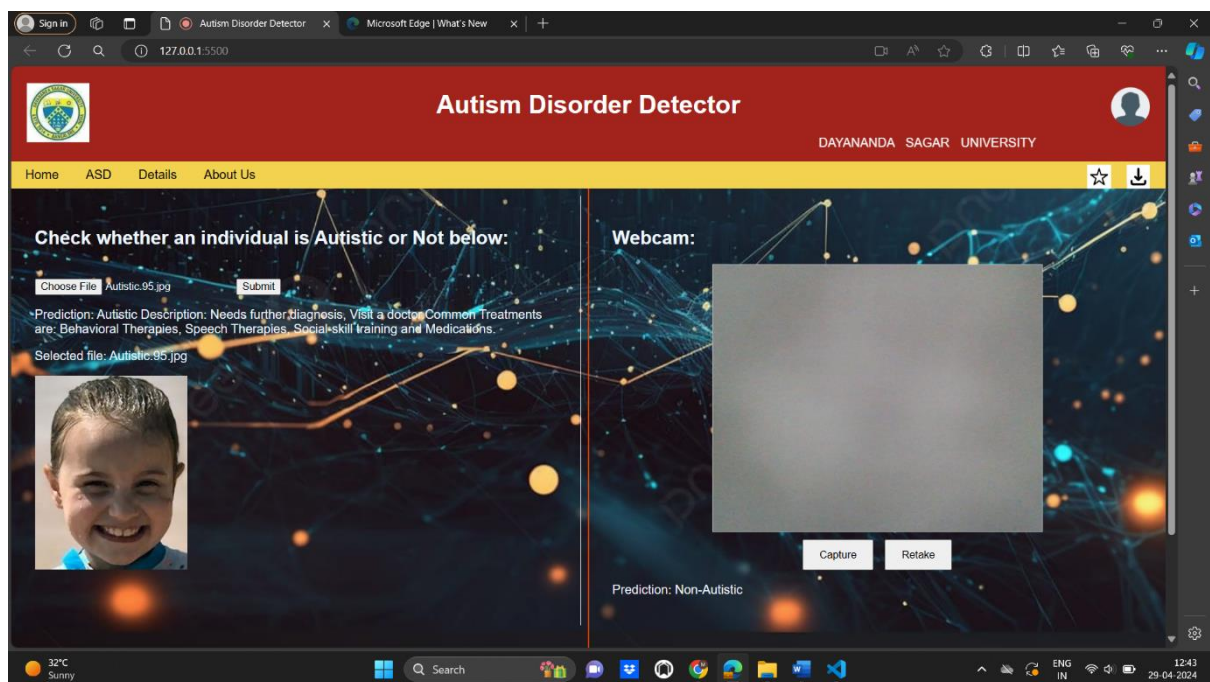 Sign in
Autism Disorder Detector
Microsoft Edge | What's New
127.0.0.1:5500
Autism Disorder Detector
DAYANANDA SAGAR UNIVERSITY
Home ASD Details About Us
Check whether an individual is Autistic or Not below:
Choose File Autistic.95.jpg Submit
Prediction: Autistic Description: Needs further diagnosis, Visit a doctor Common Treatments
are: Behavioral Therapies, Speech Therapies, Social-skill training and Medications.
Selected file: Autistic.95.jpg
Webcam:
Capture Retake
Prediction: Non-Autistic
32°C
Sunny
Search
ENG
IN
12:43
29-04-2024